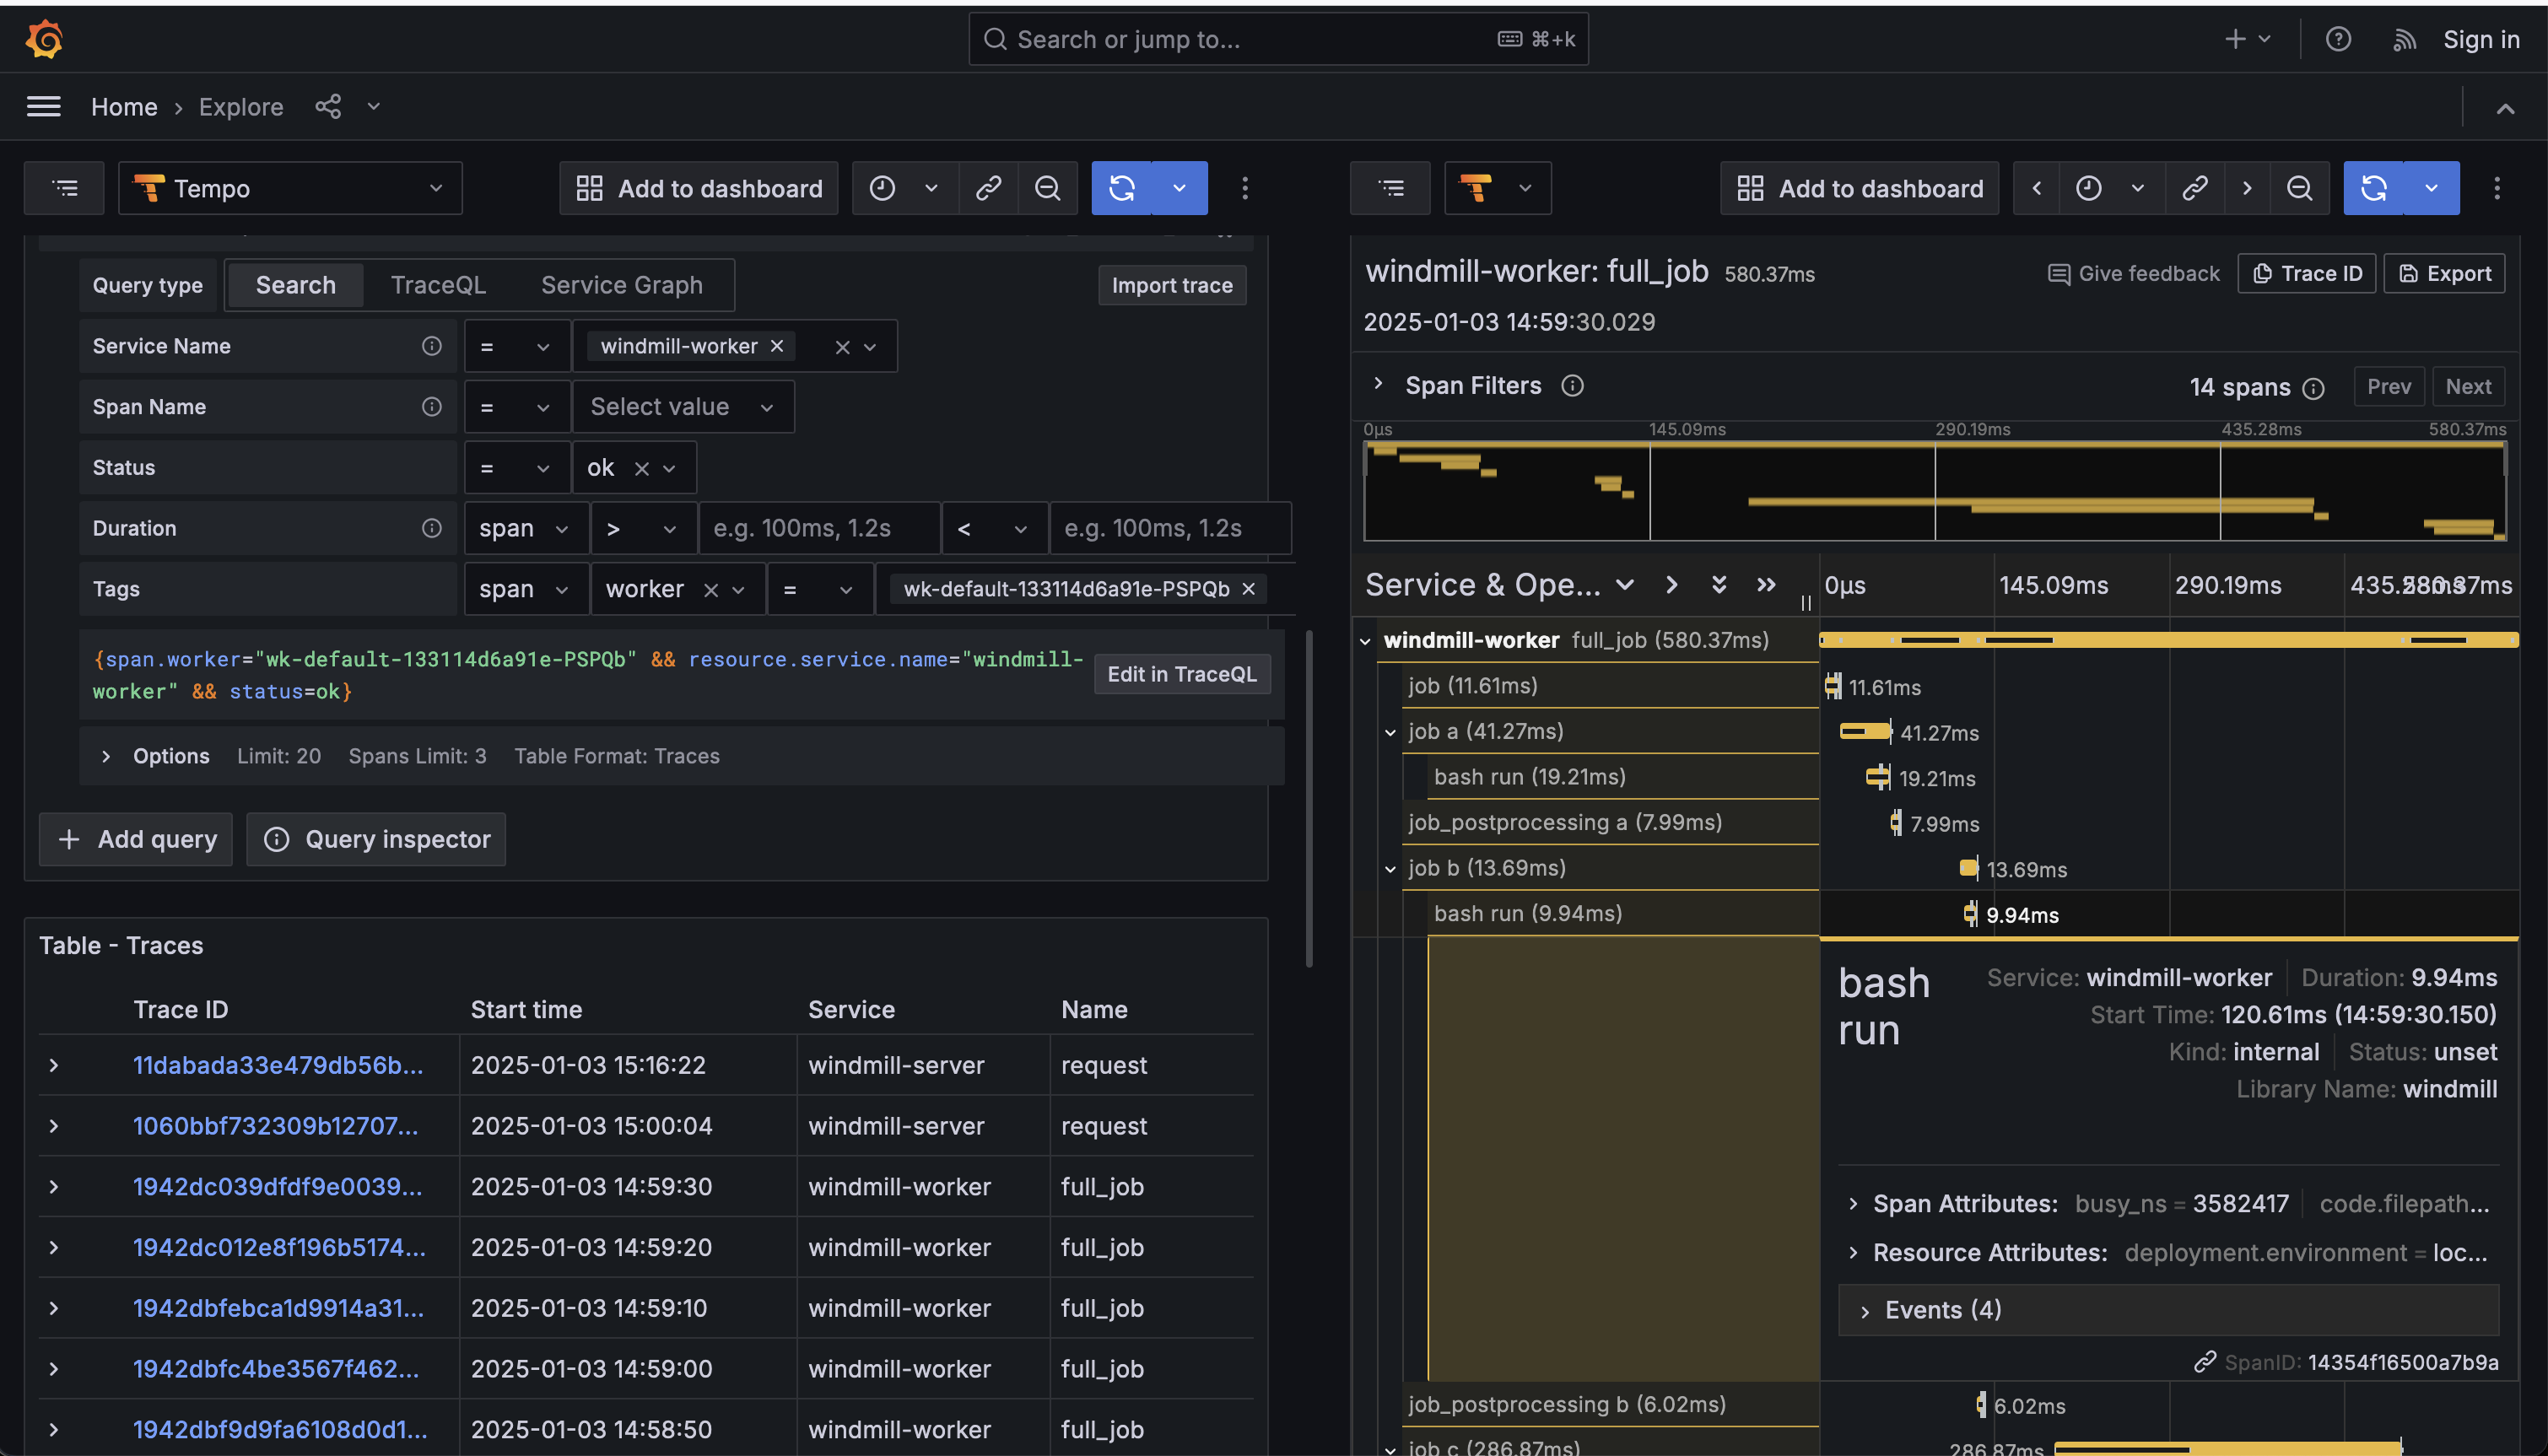 Search or jump to...
⌘+k
Sign in
Home › Explore
Tempo
Add to dashboard
Query type
Search
TraceQL
Service Graph
Import trace
Service Name
=
windmill-worker
Span Name
=
Select value
Status
=
ok
Duration
span
>
e.g. 100ms, 1.2s
<
e.g. 100ms, 1.2s
Tags
span
worker
=
wk-default-133114d6a91e-PSPQb
{span.worker="wk-default-133114d6a91e-PSPQb" && resource.service.name="windmill-
worker" && status=ok}
Edit in TraceQL
Options Limit: 20 Spans Limit: 3 Table Format: Traces
+ Add query
Query inspector
Table - Traces
Trace ID Start time Service Name
11dabada33e479db56b... 2025-01-03 15:16:22 windmill-server request
1060bbf732309b12707... 2025-01-03 15:00:04 windmill-server request
1942dc039dfdf9e0039... 2025-01-03 14:59:30 windmill-worker full_job
1942dc012e8f196b5174... 2025-01-03 14:59:20 windmill-worker full_job
1942dbfebca1d9914a31... 2025-01-03 14:59:10 windmill-worker full_job
1942dbfc4be3567f462... 2025-01-03 14:59:00 windmill-worker full_job
1942dbf9d9fa6108d0d1... 2025-01-03 14:58:50 windmill-worker full_job
Add to dashboard
windmill-worker: full_job 580.37ms
Give feedback
Trace ID
Export
2025-01-03 14:59:30.029
Span Filters
14 spans
Prev
Next
0µs 145.09ms 290.19ms 435.28ms 580.37ms
Service & Ope...
0µs 145.09ms 290.19ms 435.28ms 580.37ms
windmill-worker full_job (580.37ms)
job (11.61ms) 11.61ms
job a (41.27ms) 41.27ms
bash run (19.21ms) 19.21ms
job_postprocessing a (7.99ms) 7.99ms
job b (13.69ms) 13.69ms
bash run (9.94ms) 9.94ms
bash
run
Service: windmill-worker Duration: 9.94ms
Start Time: 120.61ms (14:59:30.150)
Kind: internal Status: unset
Library Name: windmill
Span Attributes: busy_ns = 3582417 code.filepath...
Resource Attributes: deployment.environment = loc...
Events (4)
SpanID: 14354f16500a7b9a
job_postprocessing b (6.02ms) 6.02ms
job c (286.87ms) 286.87ms